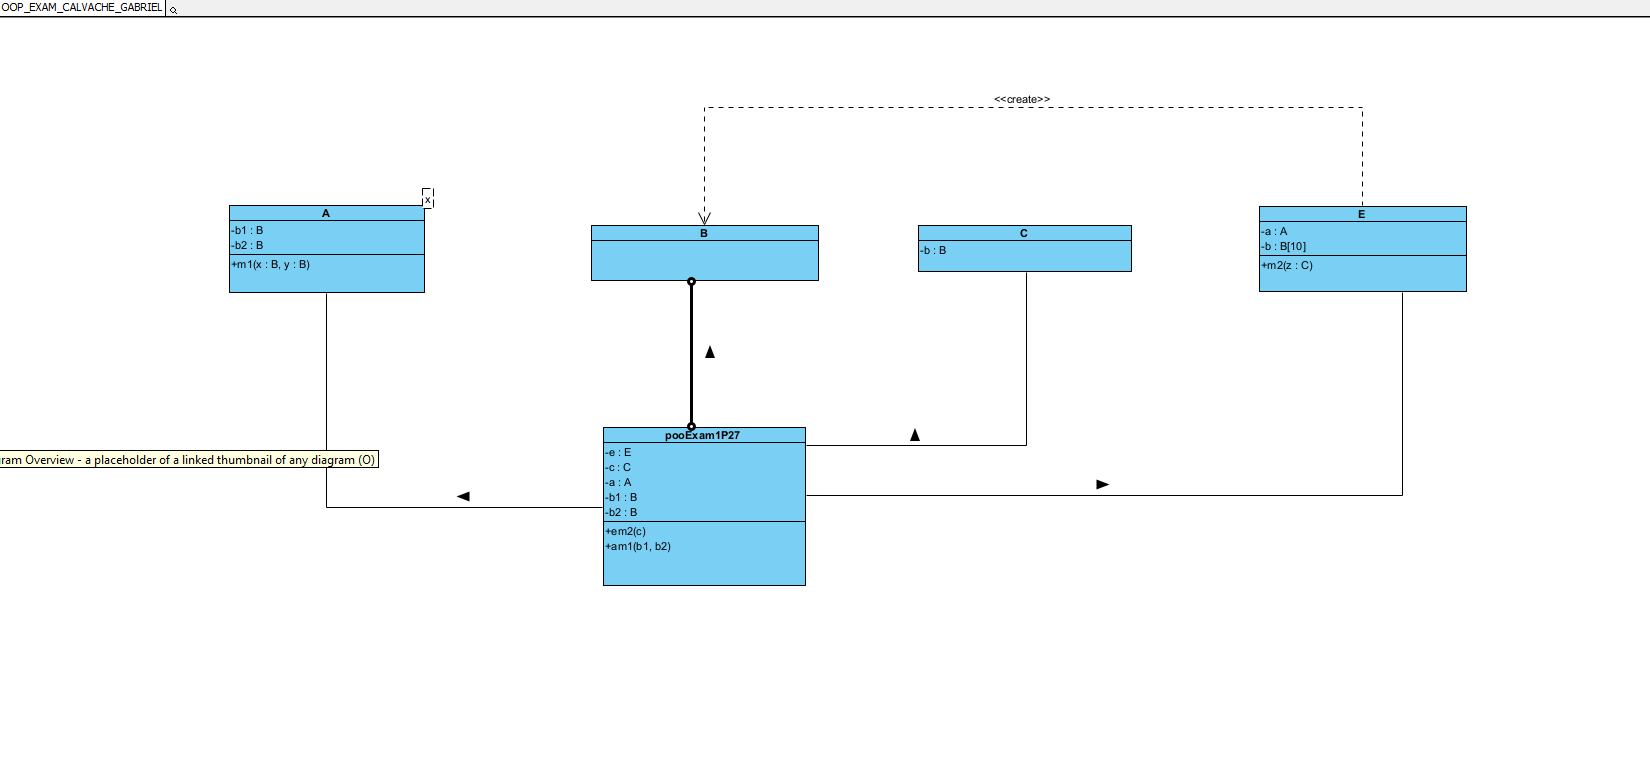 OOP_EXAM_CALVACHE_GABRIEL
<<create>>
x
A
-b1 : B
-b2 : B
+m1(x : B, y : B)
B
C
-b : B
E
-a : A
-b : B[10]
+m2(z : C)
ram Overview - a placeholder of a linked thumbnail of any diagram (O)
pooExam1P27
-e : E
-c : C
-a : A
-b1 : B
-b2 : B
+em2(c)
+am1(b1, b2)